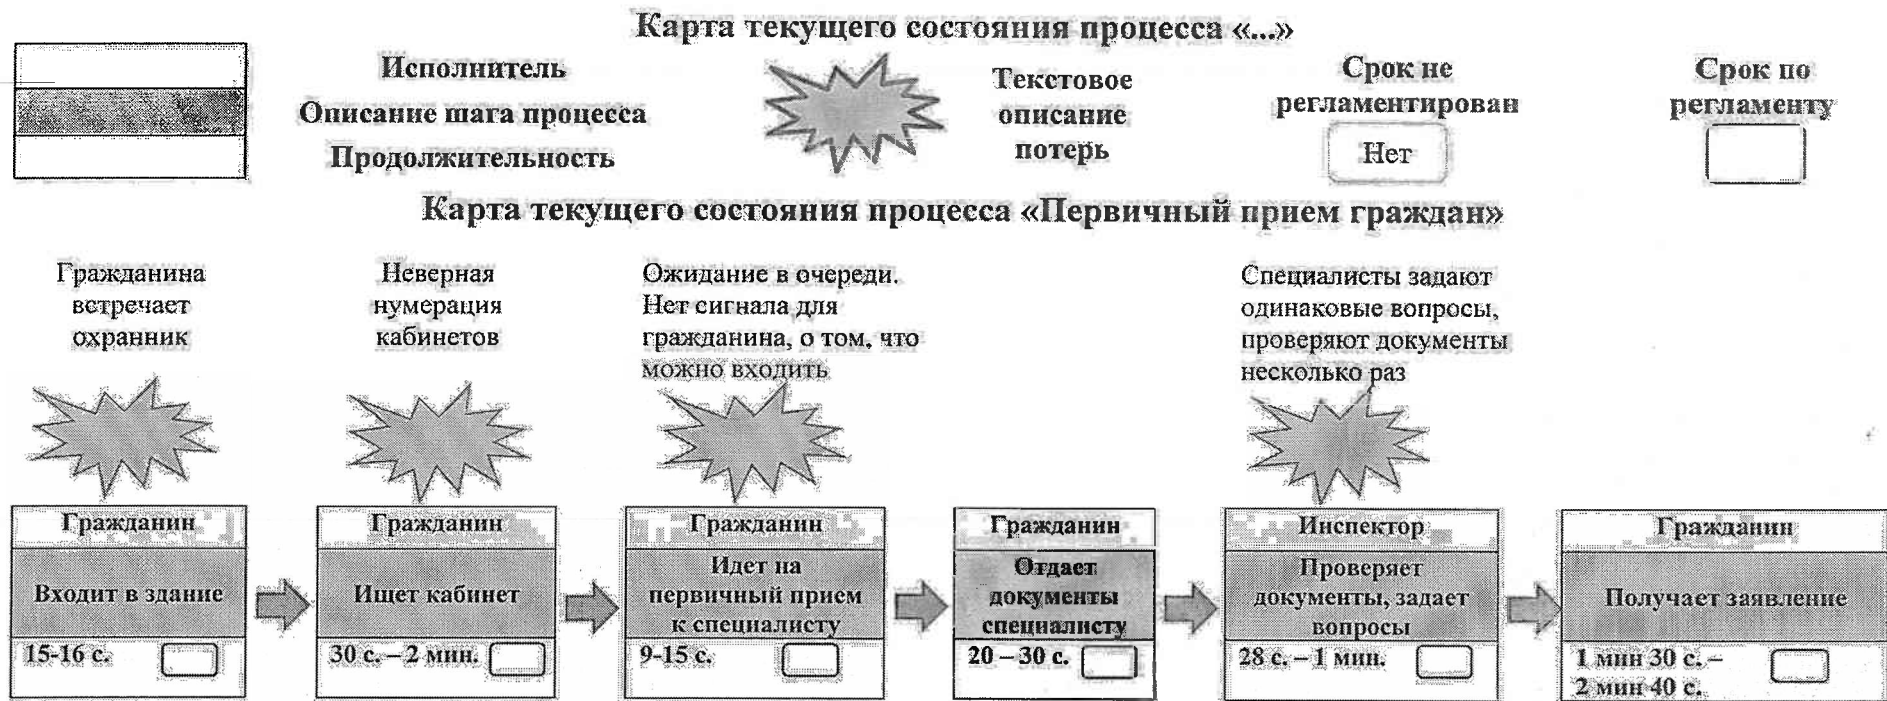 Карта текущего состояния процесса «...»
Исполнитель
Описание шага процесса
Продолжительность
Текстовое
описание
потерь
Срок не
регламентирован
Нет
Срок по
регламенту
Карта текущего состояния процесса «Первичный прием граждан»
Гражданина
встречает
охранник
Неверная
нумерация
кабинетов
Ожидание в очереди.
Нет сигнала для
гражданина, о том, что
можно входить
Специалисты задают
одинаковые вопросы,
проверяют документы
несколько раз
Гражданин
Входит в здание
15-16 с.
Гражданин
Ищет кабинет
30 с. – 2 мин.
Гражданин
Идет на
первичный прием
к специалисту
9-15 с.
Гражданин
Отдает
документы
специалисту
20 – 30 с.
Инспектор
Проверяет
документы, задает
вопросы
28 с. – 1 мин.
Гражданин
Получает заявление
1 мин 30 с. –
2 мин 40 с.